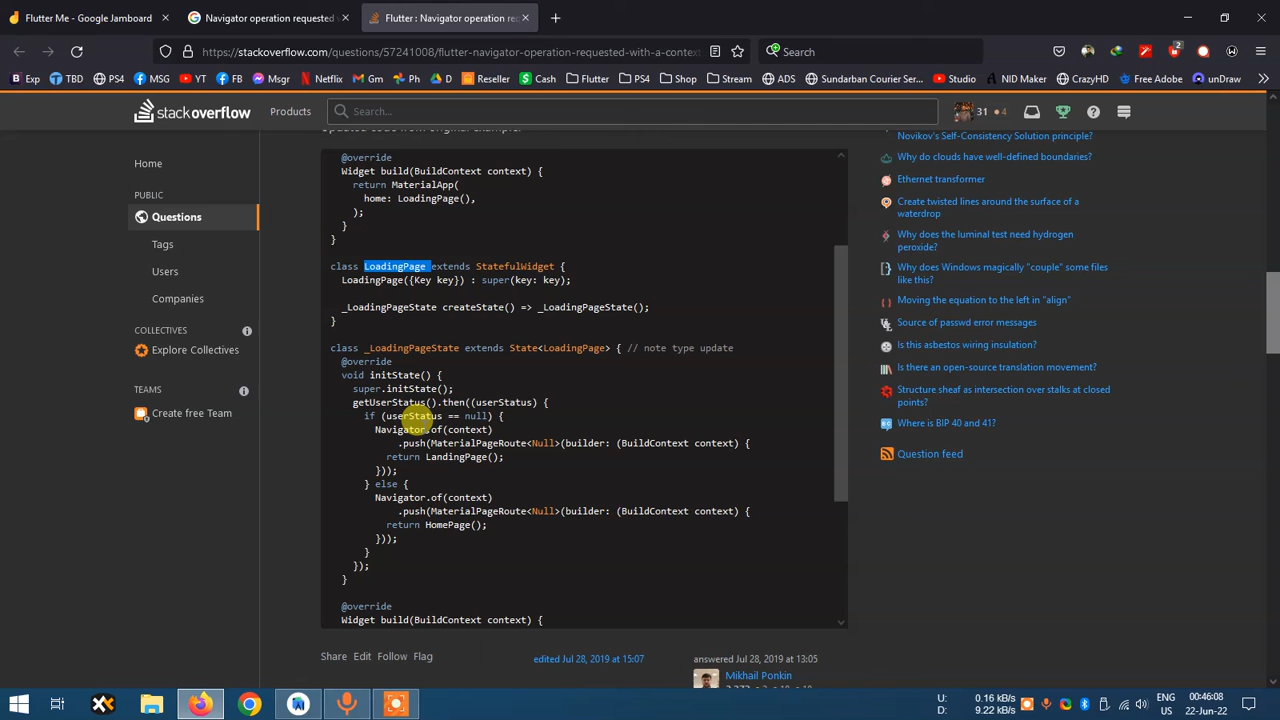 Flutter Me - Google Jamboard
Navigator operation requested
Flutter : Navigator operation re
https://stackoverflow.com/questions/57241008/flutter-navigator-operation-requested-with-a-context
Search
Exp TBD PS4 MSG YT FB Msgr Netflix Gm Ph D Reseller Cash Flutter PS4 Shop Stream ADS Sundarban Courier Ser... Studio NID Maker CrazyHD Free Adobe unDraw
stackoverflow Products Search... 31 4
Home
PUBLIC
Questions
Tags
Users
Companies
COLLECTIVES
Explore Collectives
TEAMS
Create free Team
Updated code from original example:
@override
Widget build(BuildContext context) {
return MaterialApp(
home: LoadingPage(),
);
}
}
class LoadingPage extends StatefulWidget {
LoadingPage({Key key}) : super(key: key);
_LoadingPageState createState() => _LoadingPageState();
}
class _LoadingPageState extends State<LoadingPage> { // note type update
@override
void initState() {
super.initState();
getUserStatus().then((userStatus) {
if (userStatus == null) {
Navigator.of(context)
.push(MaterialPageRoute<Null>(builder: (BuildContext context) {
return LandingPage();
}));
} else {
Navigator.of(context)
.push(MaterialPageRoute<Null>(builder: (BuildContext context) {
return HomePage();
}));
}
});
}
@override
Widget build(BuildContext context) {
Share Edit Follow Flag
edited Jul 28, 2019 at 15:07
answered Jul 28, 2019 at 13:05
Mikhail Ponkin
Novikov's Self-Consistency Solution principle?
Why do clouds have well-defined boundaries?
Ethernet transformer
Create twisted lines around the surface of a
waterdrop
Why does the luminal test need hydrogen
peroxide?
Why does Windows magically "couple" some files
like this?
Moving the equation to the left in "align"
Source of passwd error messages
Is this asbestos wiring insulation?
Is there an open-source translation movement?
Structure sheaf as intersection over stalks at closed
points
Where is BIP 40 and 41?
Question feed
U: 0.16 kB/s
D: 9.22 kB/s
ENG
US
00:46:08
22-Jun-22